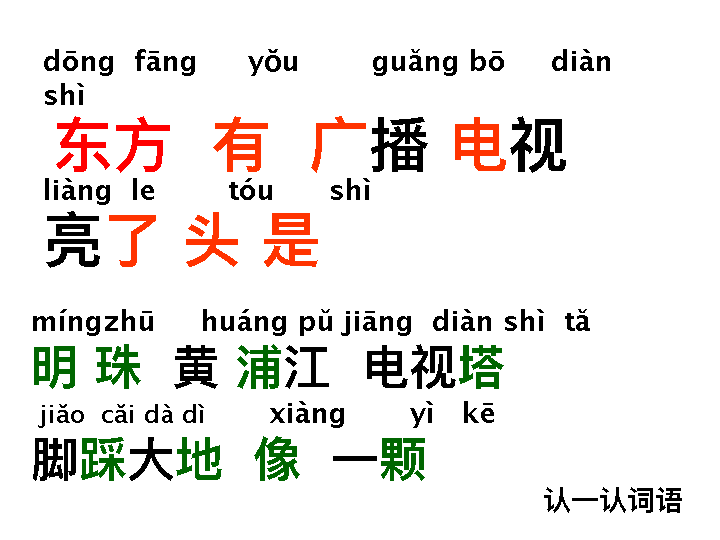 dōng fāng yǒu guǎng bō diàn
shì
东方 有 广播 电视
liàng le tóu shì
亮了 头 是
míngzhū huáng pǔ jiāng diàn shì tǎ
明 珠 黄 浦江 电视塔
jiǎo cǎi dà dì xiàng yì kē
脚踩大地 像 一颗
认一认词语